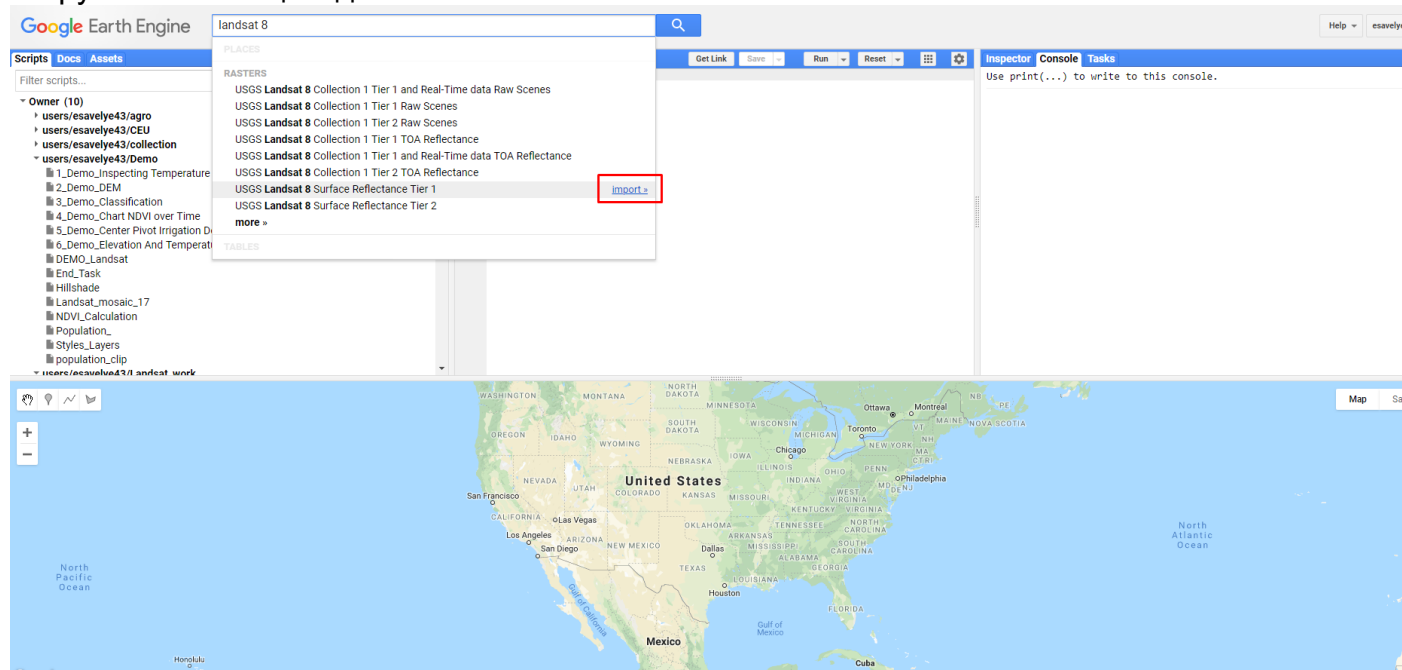 Google Earth Engine
landsat 8
Help
esavely
Scripts Docs Assets
Get Link Save Run Reset
Inspector Console Tasks
Filter scripts...
Use print(...) to write to this console.
PLACES
RASTERS
USGS Landsat 8 Collection 1 Tier 1 and Real-Time data Raw Scenes
USGS Landsat 8 Collection 1 Tier 1 Raw Scenes
USGS Landsat 8 Collection 1 Tier 2 Raw Scenes
USGS Landsat 8 Collection 1 Tier 1 TOA Reflectance
USGS Landsat 8 Collection 1 Tier 1 and Real-Time data TOA Reflectance
USGS Landsat 8 Collection 1 Tier 2 TOA Reflectance
USGS Landsat 8 Surface Reflectance Tier 1 import »
USGS Landsat 8 Surface Reflectance Tier 2
more »
TABLES
Owner (10)
users/esavelye43/agro
users/esavelye43/CEU
users/esavelye43/collection
users/esavelye43/Demo
1_Demo_Inspecting Temperature
2_Demo_DEM
3_Demo_Classification
4_Demo_Chart NDVI over Time
5_Demo_Center Pivot Irrigation D
6_Demo_Elevation And Temperat
DEMO_Landsat
End_Task
Hillshade
Landsat_mosaic_17
NDVI_Calculation
Population_
Styles_Layers
population_clip
users/esavelye43/Landsat_work
Map Sa
WASHINGTON
MONTANA
NORTH DAKOTA
MINNESOTA
Ottawa
Montreal
NB
PE
NOVA SCOTIA
MAINE
OREGON
IDAHO
WYOMING
SOUTH DAKOTA
WISCONSIN
MICHIGAN
Toronto
VT
NH
NEW YORK
MA
CT RI
NEBRASKA
IOWA
Chicago
ILLINOIS
INDIANA
OHIO
PENN
Philadelphia
NEVADA
UTAH
COLORADO
United States
KANSAS
MISSOURI
WEST VIRGINIA
MD
DE
NJ
San Francisco
KENTUCKY
VIRGINIA
CALIFORNIA
Las Vegas
OKLAHOMA
TENNESSEE
NORTH CAROLINA
Los Angeles
ARIZONA
NEW MEXICO
ARKANSAS
San Diego
Dallas
MISSISSIPPI
SOUTH CAROLINA
ALABAMA
TEXAS
GEORGIA
LOUISIANA
Houston
FLORIDA
North Pacific Ocean
North Atlantic Ocean
Gulf of California
Gulf of Mexico
Mexico
Cuba
Honolulu